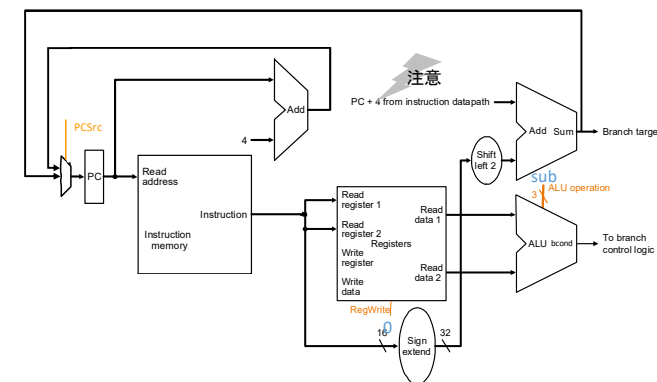 注意
PC + 4 from instruction datapath
Add
Add Sum
Branch targe
PCSrc
4
Shift
left 2
sub
3
ALU operation
PC
Read
address
Instruction
Instruction
memory
Read
register 1
Read
register 2
Registers
Write
register
Write
data
Read
data 1
Read
data 2
ALU bcond
To branch
control logic
RegWrite
0
16
32
Sign
extend